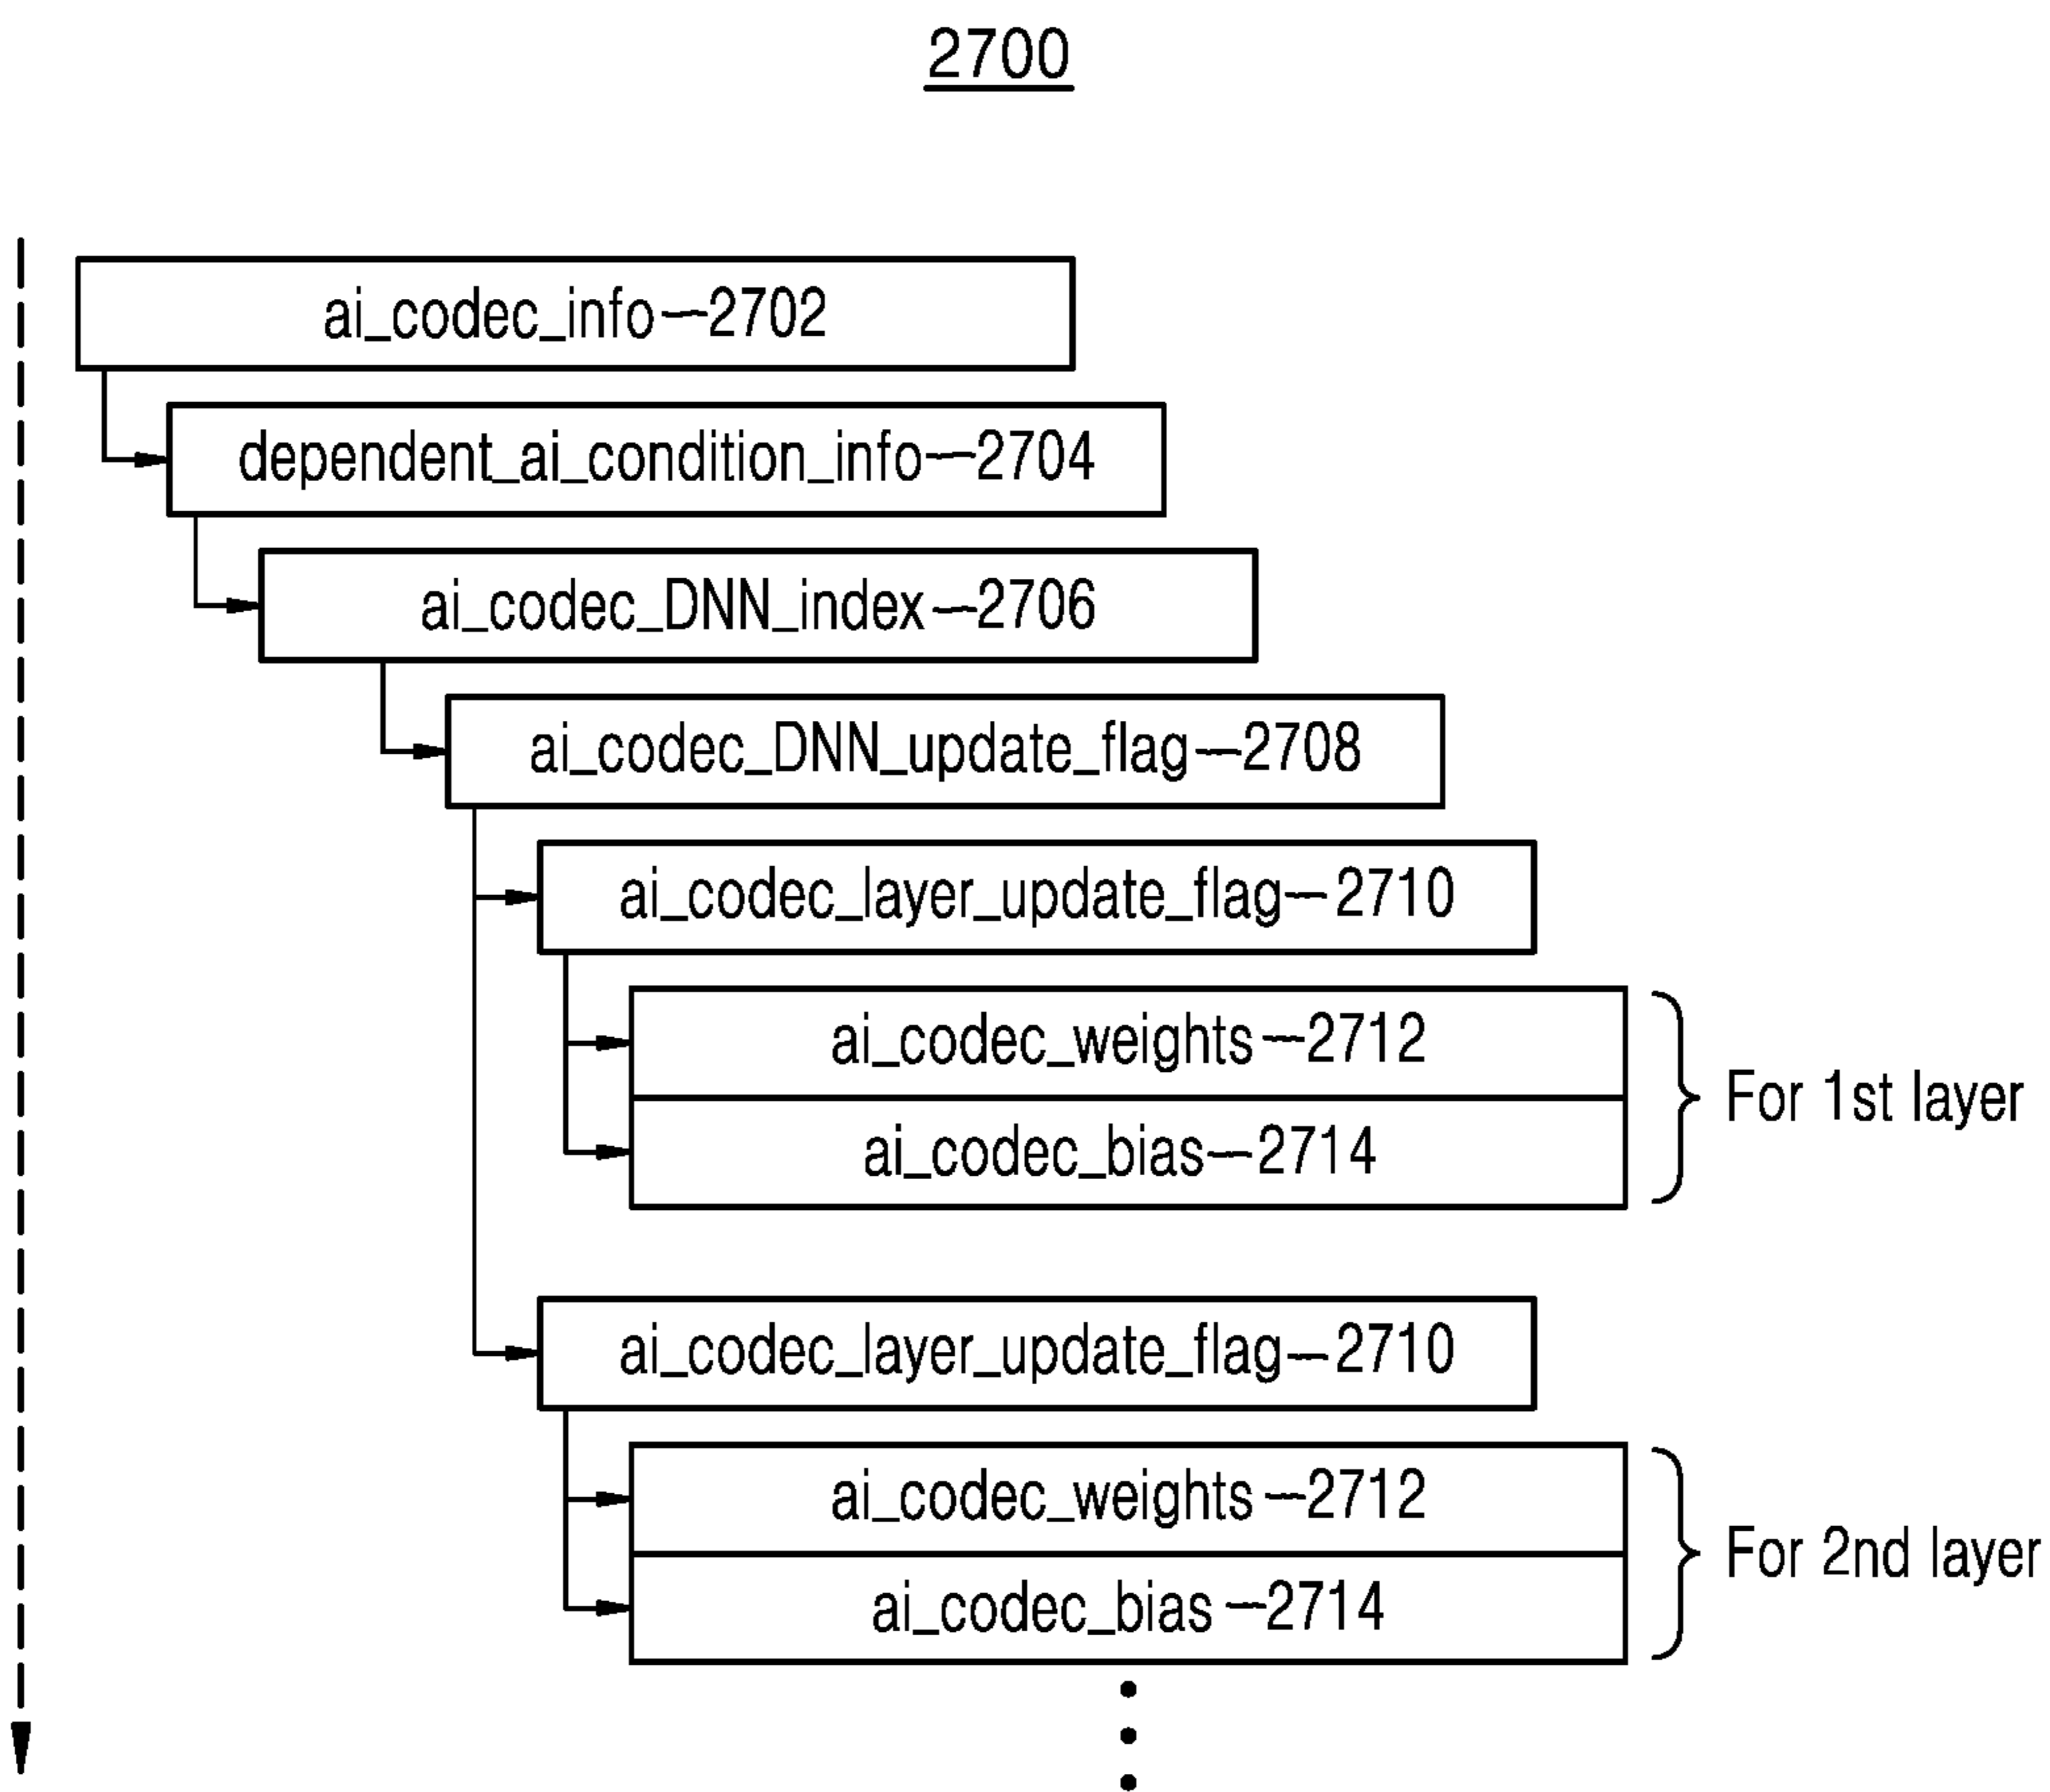 2700
ai_codec_info—2702
dependent_ai_condition_info—2704
ai_codec_DNN_index—2706
ai_codec_DNN_update_flag—2708
ai_codec_layer_update_flag—2710
ai_codec_weights—2712
ai_codec_bias—2714
For 1st layer
ai_codec_layer_update_flag—2710
ai_codec_weights—2712
ai_codec_bias—2714
For 2nd layer